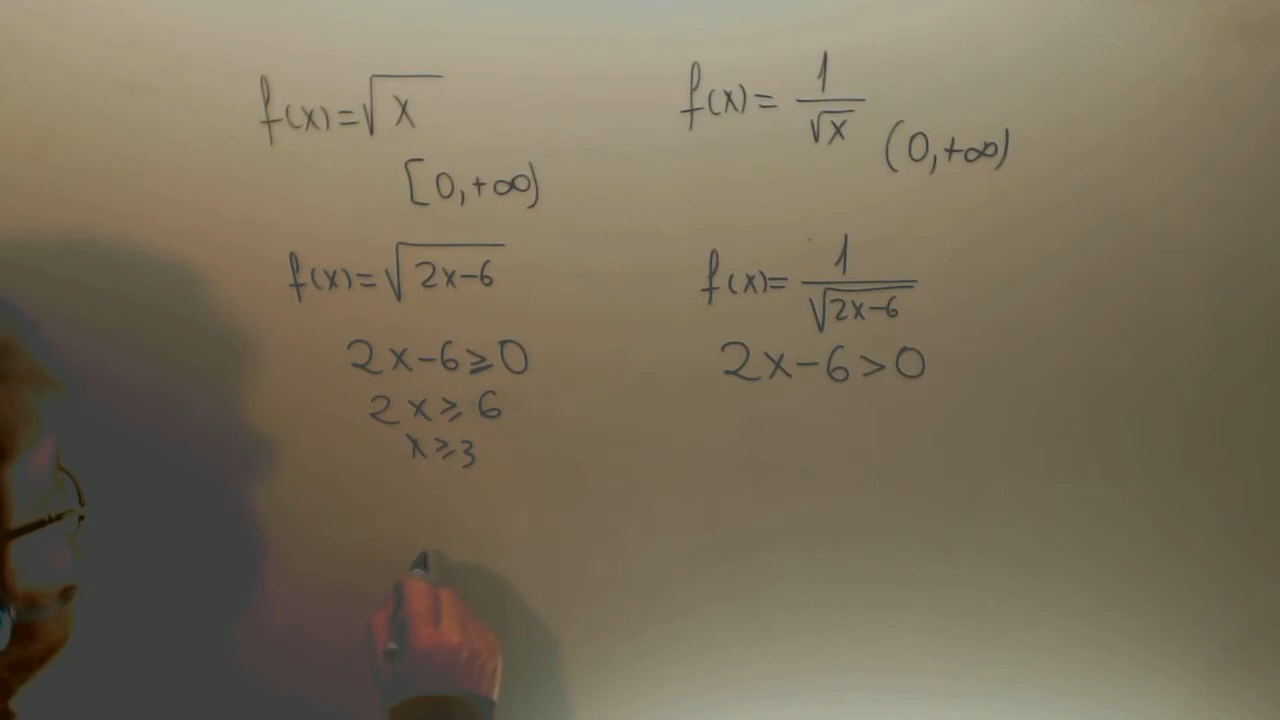 f(x)=√x
[0,+∞)
f(x)=√(2x-6)
2x-6≥0
2x≥6
x≥3
f(x)=1/√x (0,+∞)
f(x)=1/√(2x-6)
2x-6>0